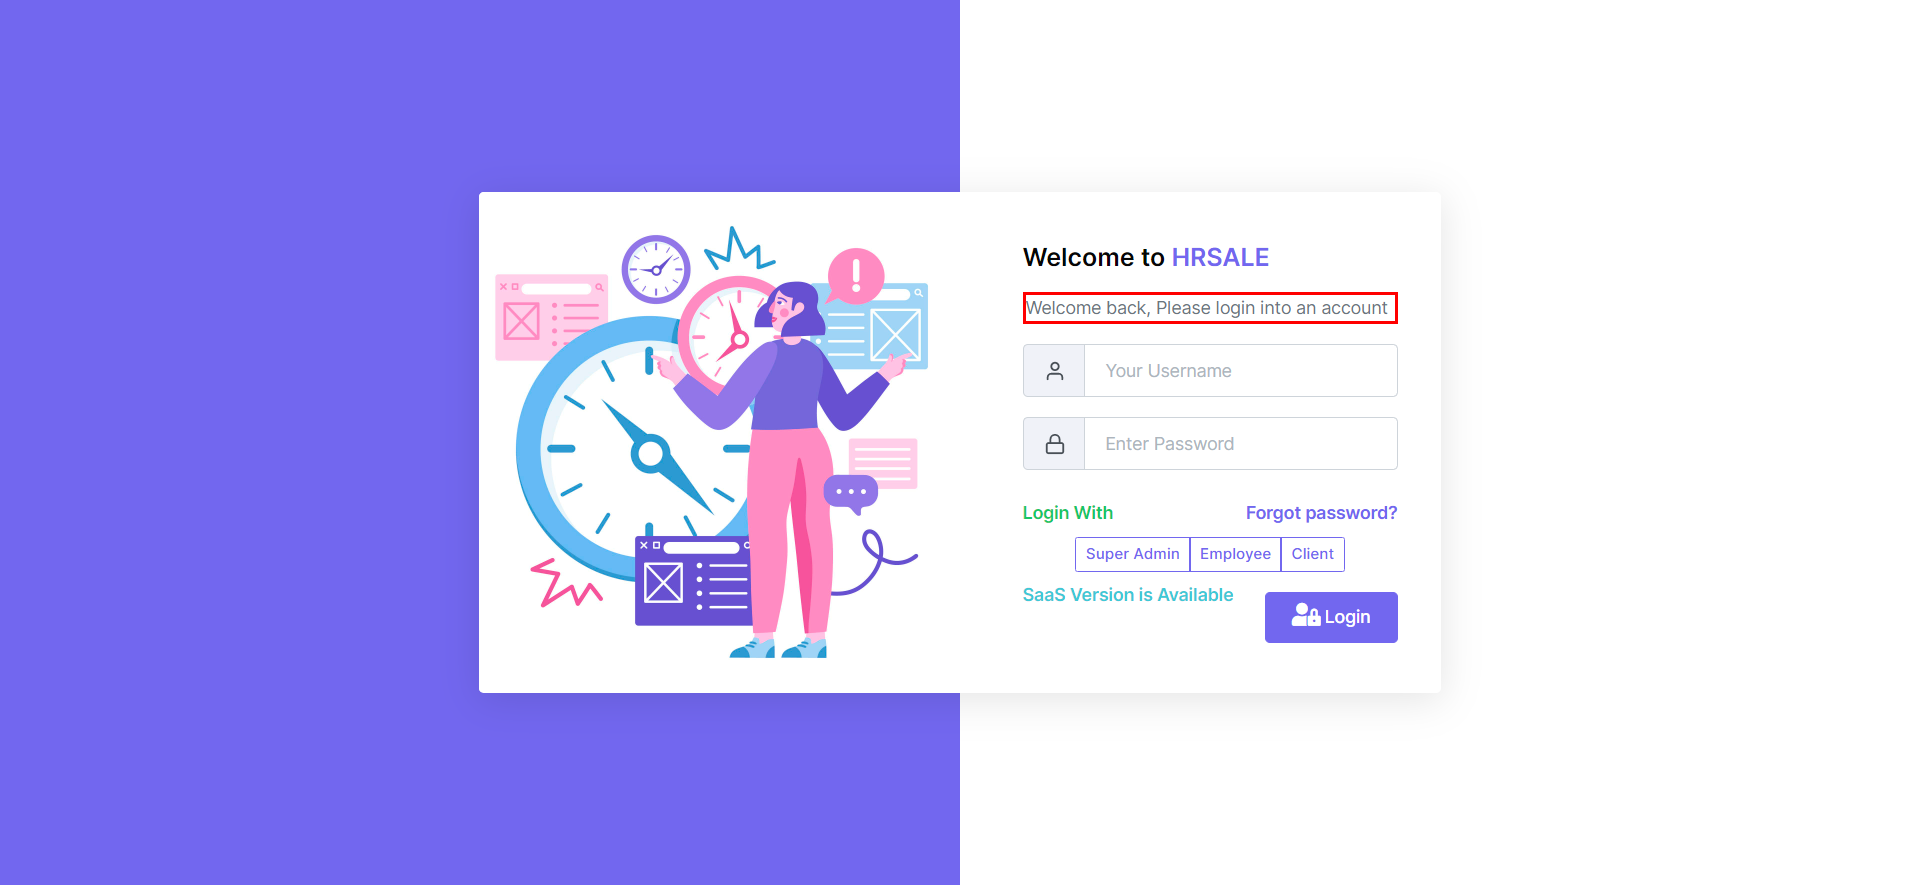 Welcome to HRSALE
Welcome back, Please login into an account
Your Username
Enter Password
Login With
Forgot password?
Super Admin
Employee
Client
SaaS Version is Available
Login